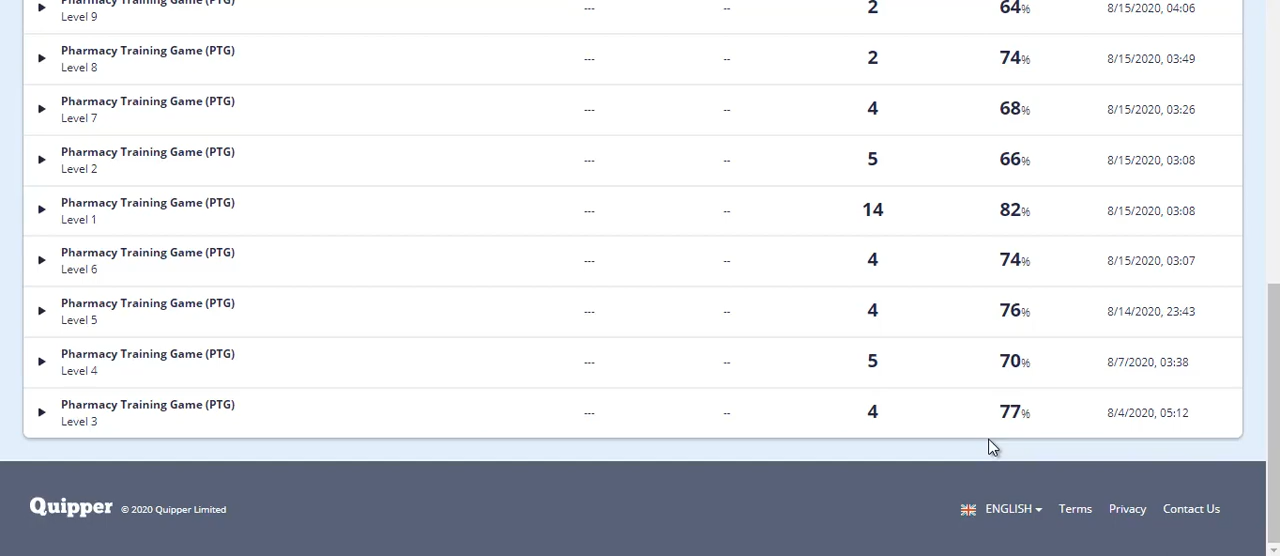 Pharmacy Training Game (PTG)
Level 9 --- -- 2 64% 8/15/2020, 04:06
Pharmacy Training Game (PTG)
Level 8 --- -- 2 74% 8/15/2020, 03:49
Pharmacy Training Game (PTG)
Level 7 --- -- 4 68% 8/15/2020, 03:26
Pharmacy Training Game (PTG)
Level 2 --- -- 5 66% 8/15/2020, 03:08
Pharmacy Training Game (PTG)
Level 1 --- -- 14 82% 8/15/2020, 03:08
Pharmacy Training Game (PTG)
Level 6 --- -- 4 74% 8/15/2020, 03:07
Pharmacy Training Game (PTG)
Level 5 --- -- 4 76% 8/14/2020, 23:43
Pharmacy Training Game (PTG)
Level 4 --- -- 5 70% 8/7/2020, 03:38
Pharmacy Training Game (PTG)
Level 3 --- -- 4 77% 8/4/2020, 05:12
Quipper © 2020 Quipper Limited ENGLISH Terms Privacy Contact Us